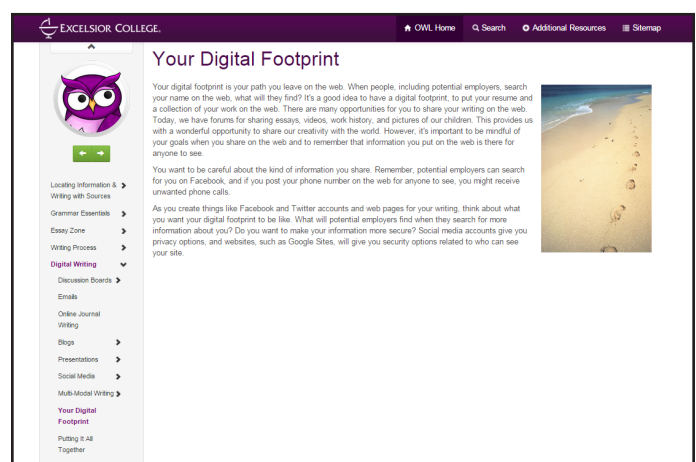 EXCELSIOR COLLEGE.
OWL Home
Search
Additional Resources
Sitemap
Locating Information &
Writing with Sources
Grammar Essentials
Essay Zone
Writing Process
Digital Writing
Discussion Boards
Emails
Online Journal
Writing
Blogs
Presentations
Social Media
Multi-Modal Writing
Your Digital
Footprint
Putting It All
Together
Your Digital Footprint
Your digital footprint is your path you leave on the web. When people, including potential employers, search
your name on the web, what will they find? It's a good idea to have a digital footprint, to put your resume and
a collection of your work on the web. There are many opportunities for you to share your writing on the web.
Today, we have forums for sharing essays, videos, work history, and pictures of our children. This provides us
with a wonderful opportunity to share our creativity with the world. However, it's important to be mindful of
your goals when you share on the web and to remember that information you put on the web is there for
anyone to see.
You want to be careful about the kind of information you share. Remember, potential employers can search
for you on Facebook, and if you post your phone number on the web for anyone to see, you might receive
unwanted phone calls.
As you create things like Facebook and Twitter accounts and web pages for your writing, think about what
you want your digital footprint to be like. What will potential employers find when they search for more
information about you? Do you want to make your information more secure? Social media accounts give you
privacy options, and websites, such as Google Sites, will give you security options related to who can see
your site.